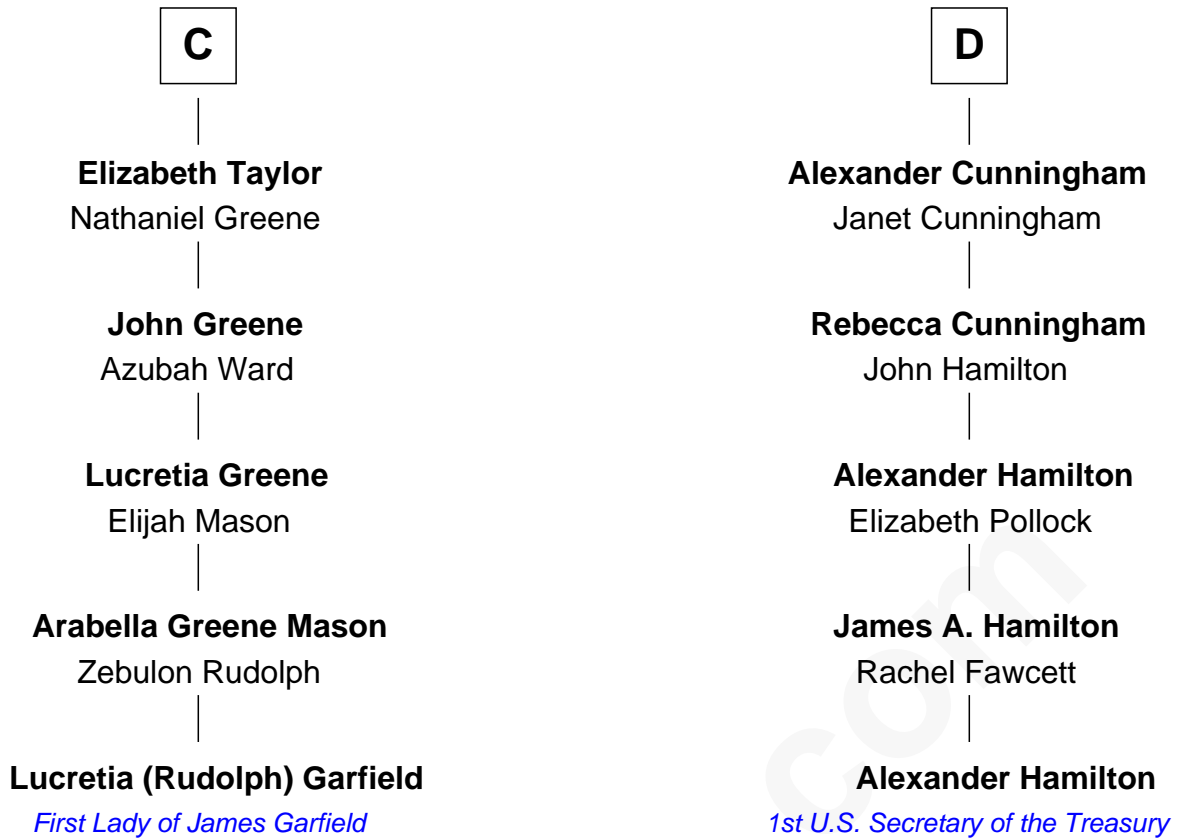 C
Elizabeth Taylor
Nathaniel Greene
John Greene
Azubah Ward
Lucretia Greene
Elijah Mason
Arabella Greene Mason
Zebulon Rudolph
Lucretia (Rudolph) Garfield
First Lady of James Garfield
D
Alexander Cunningham
Janet Cunningham
Rebecca Cunningham
John Hamilton
Alexander Hamilton
Elizabeth Pollock
James A. Hamilton
Rachel Fawcett
Alexander Hamilton
1st U.S. Secretary of the Treasury
com